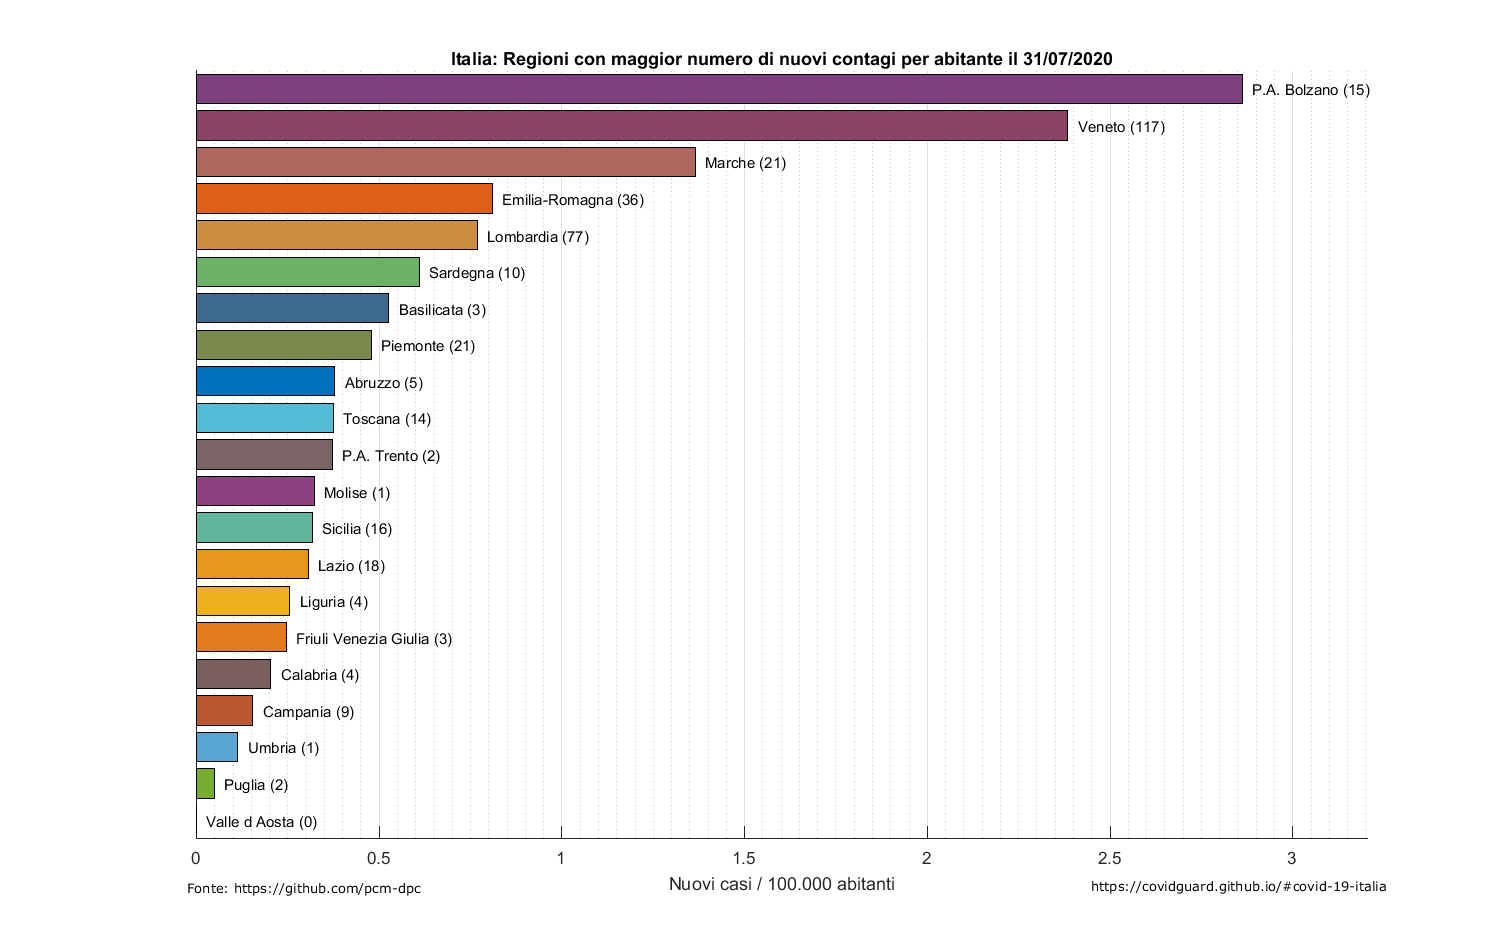 Italia: Regioni con maggior numero di nuovi contagi per abitante il 31/07/2020
P.A. Bolzano (15)
Veneto (117)
Marche (21)
Emilia-Romagna (36)
Lombardia (77)
Sardegna (10)
Basilicata (3)
Piemonte (21)
Abruzzo (5)
Toscana (14)
P.A. Trento (2)
Molise (1)
Sicilia (16)
Lazio (18)
Liguria (4)
Friuli Venezia Giulia (3)
Calabria (4)
Campania (9)
Umbria (1)
Puglia (2)
Valle d Aosta (0)
0 0.5 1 1.5 2 2.5 3
Nuovi casi / 100.000 abitanti
Fonte: https://github.com/pcm-dpc
https://covidguard.github.io/#covid-19-italia